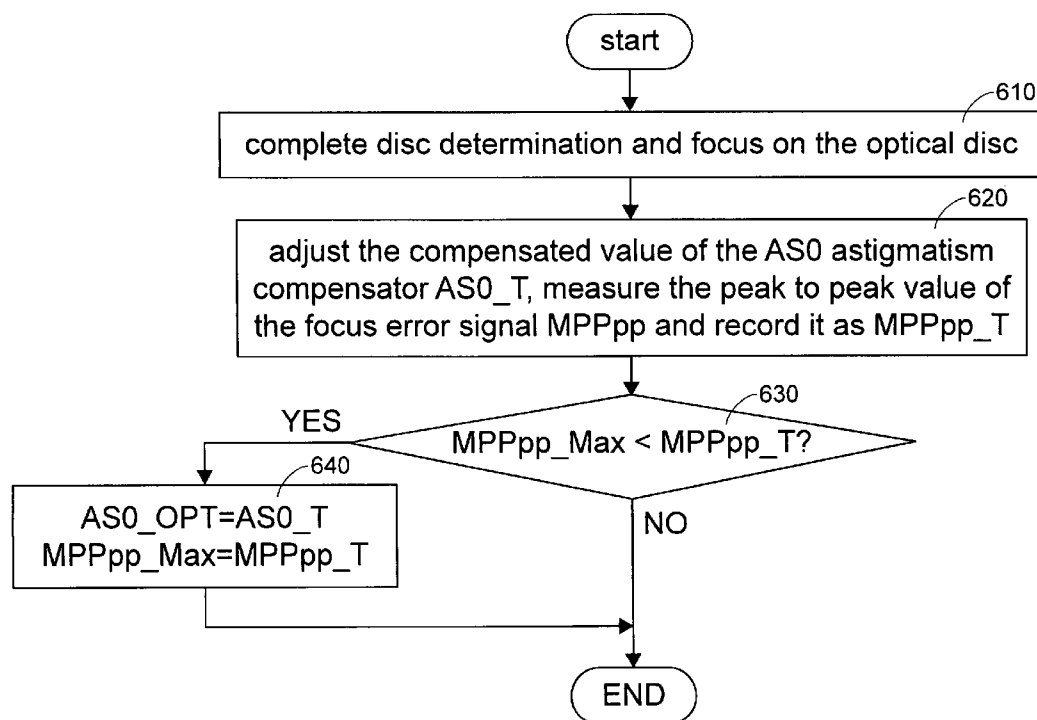 start
610
complete disc determination and focus on the optical disc
620
adjust the compensated value of the AS0 astigmatism
compensator AS0_T, measure the peak to peak value of
the focus error signal MPPpp and record it as MPPpp_T
630
YES
MPPpp_Max < MPPpp_T?
640
AS0_OPT=AS0_T
MPPpp_Max=MPPpp_T
NO
END